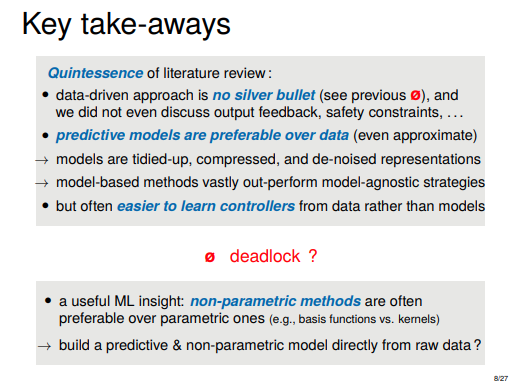 Key take-aways
Quintessence of literature review :
• data-driven approach is no silver bullet (see previous ø), and
we did not even discuss output feedback, safety constraints, ...
• predictive models are preferable over data (even approximate)
→ models are tidied-up, compressed, and de-noised representations
→ model-based methods vastly out-perform model-agnostic strategies
• but often easier to learn controllers from data rather than models
ø deadlock ?
• a useful ML insight: non-parametric methods are often
preferable over parametric ones (e.g., basis functions vs. kernels)
→ build a predictive & non-parametric model directly from raw data ?
8/27